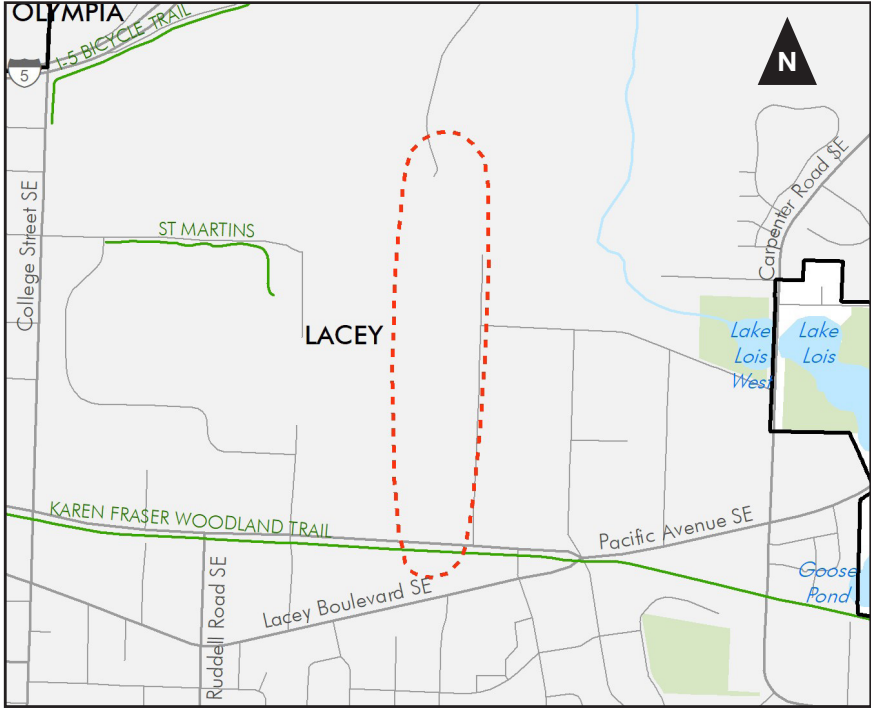 OLYMPIA
I-5 BICYCLE TRAIL
5
N
College Street SE
ST MARTINS
Carpenter Road SE
LACEY
Lake
Lois
West
Lake
Lois
KAREN FRASER WOODLAND TRAIL
Pacific Avenue SE
Ruddell Road SE
Lacey Boulevard SE
Goose
Pond